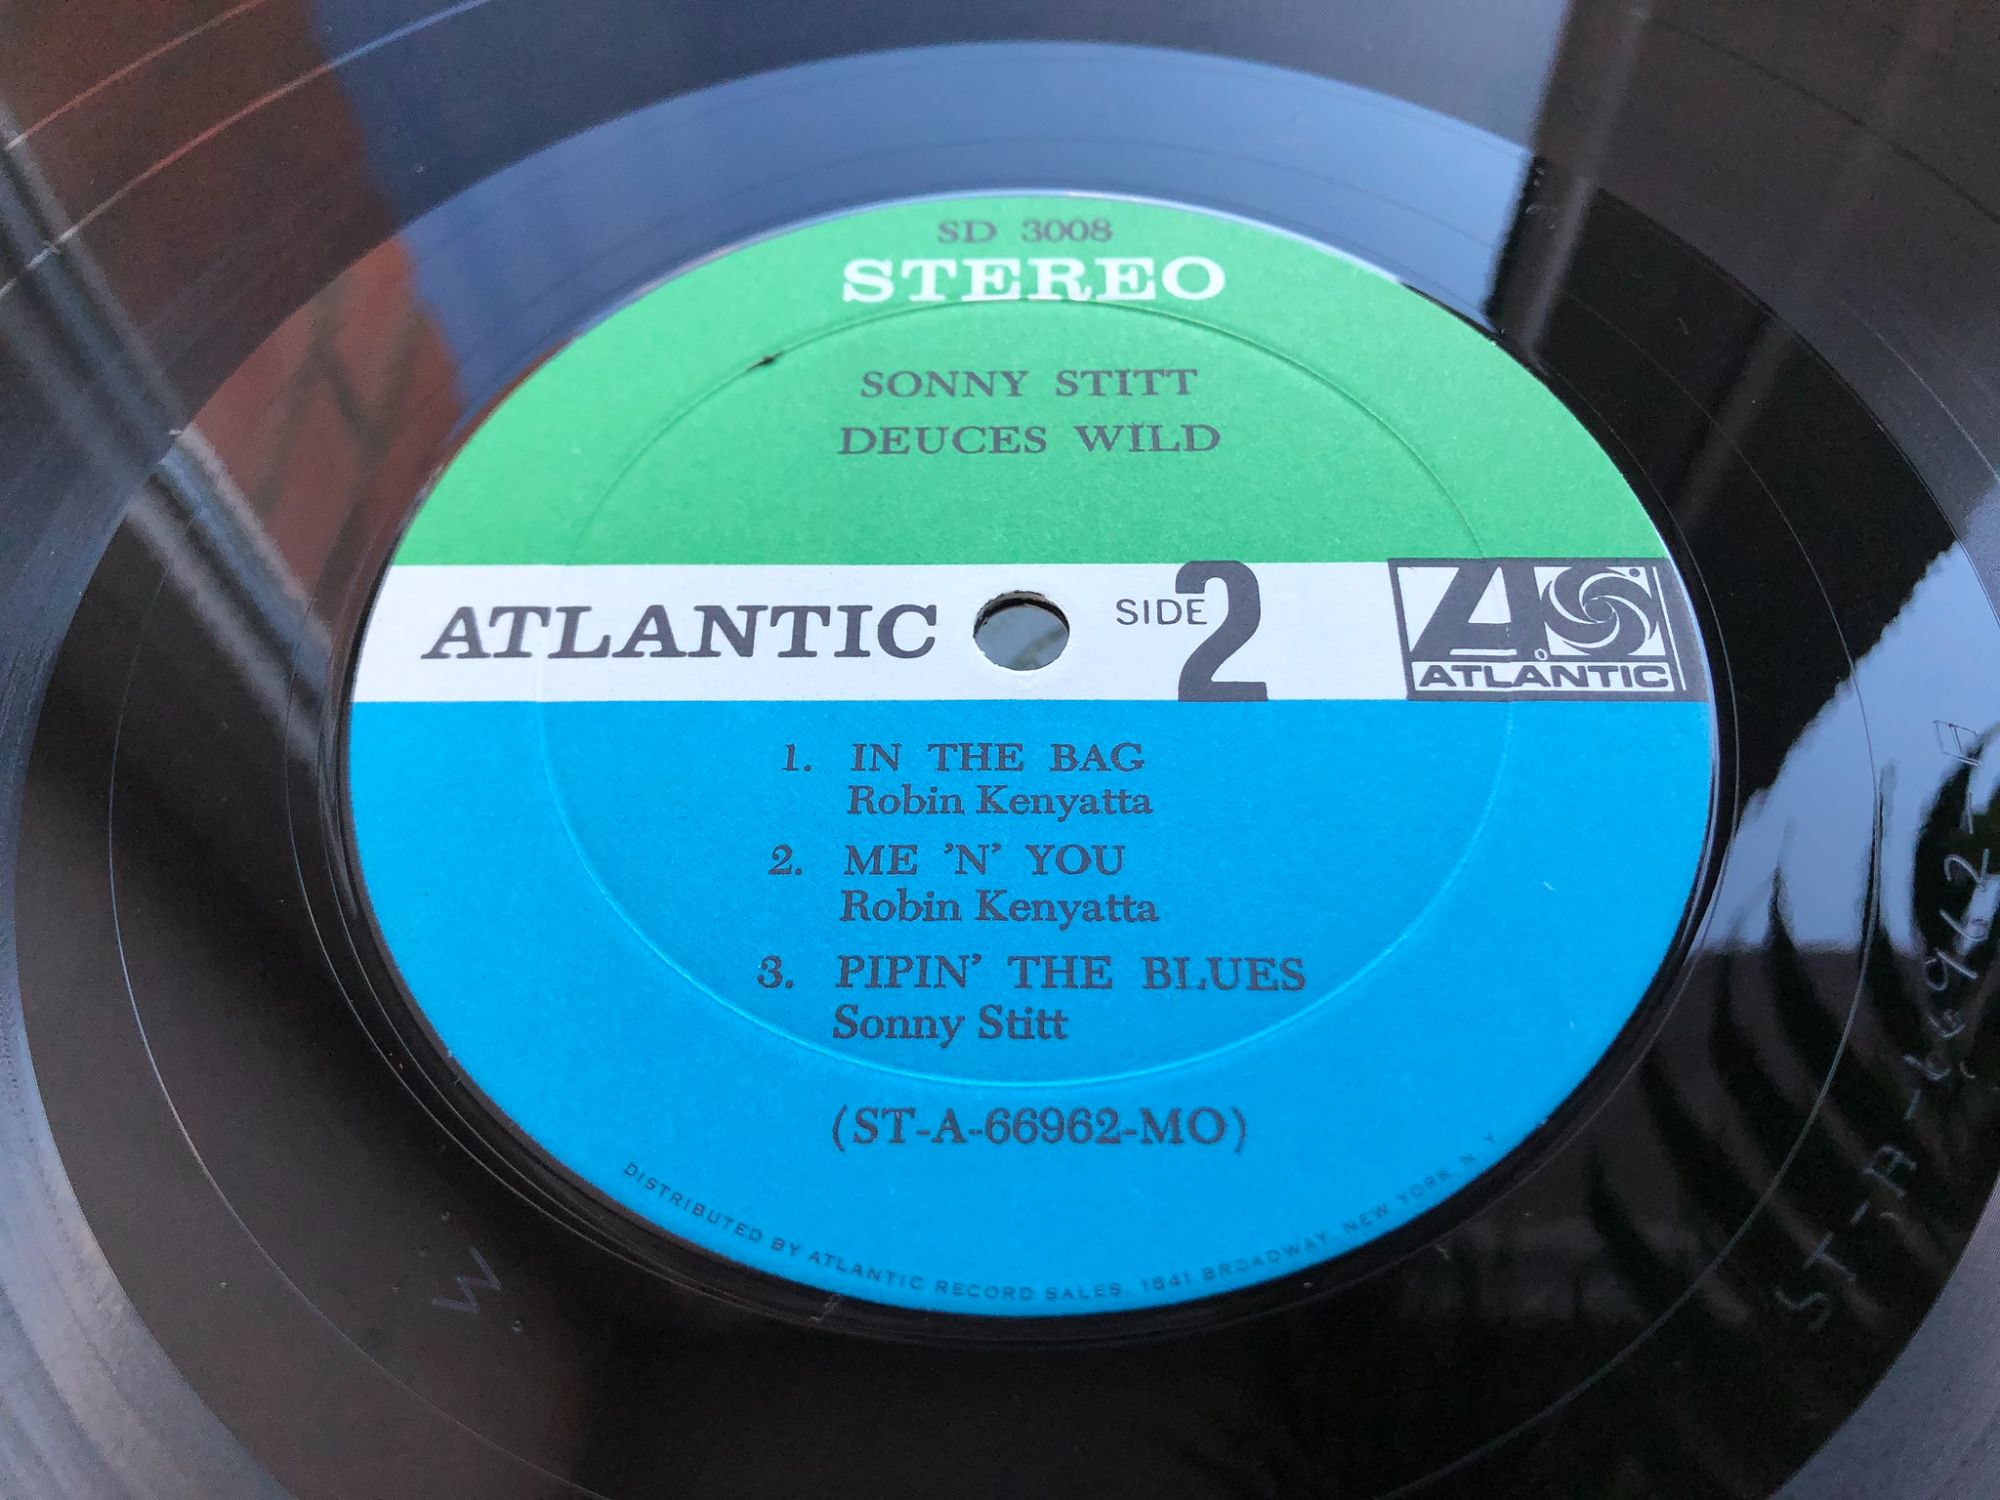 SD 3008
STEREO
SONNY STITT
DEUCES WILD
ATLANTIC
SIDE 2
ATLANTIC
1. IN THE BAG
Robin Kenyatta
2. ME 'N' YOU
Robin Kenyatta
3. PIPIN' THE BLUES
Sonny Stitt
(ST-A-66962-MO)
DISTRIBUTED BY ATLANTIC RECORD SALES, 1841 BROADWAY, NEW YORK N. Y.
W